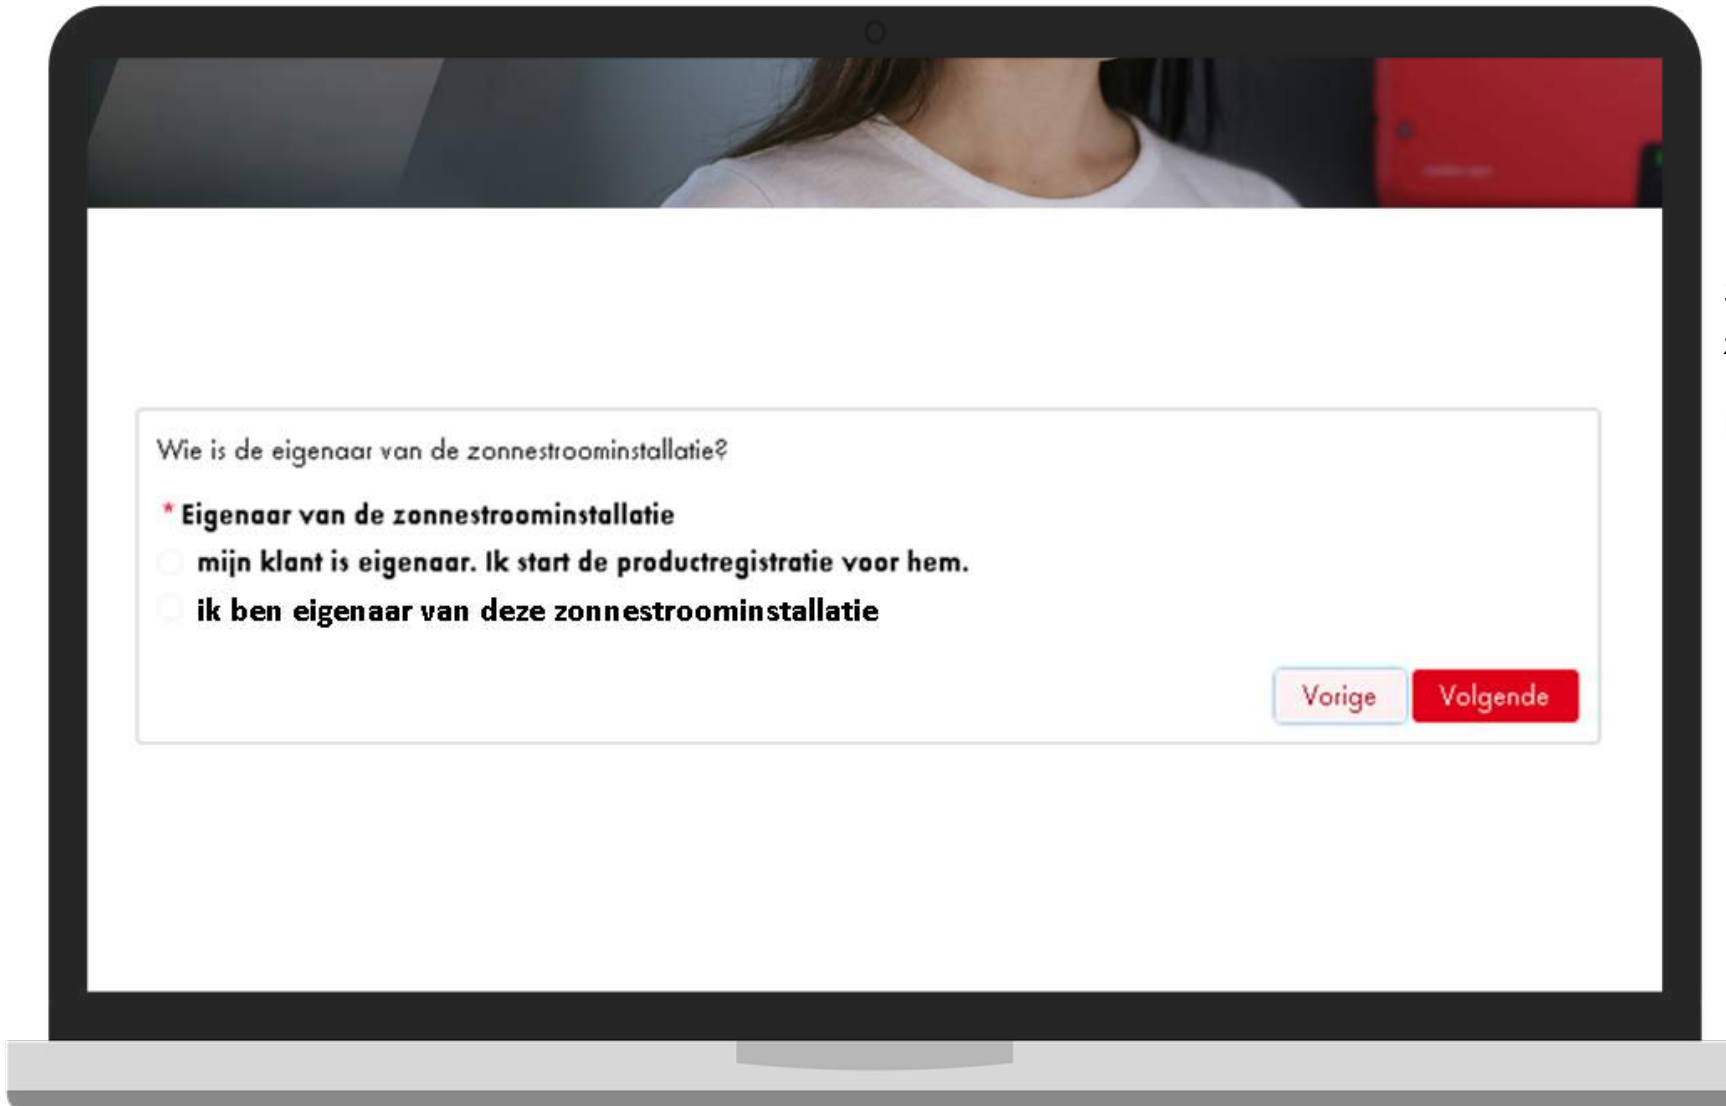 Wie is de eigenaar van de zonnestroominstallatie?
* Eigenaar van de zonnestroominstallatie
mijn klant is eigenaar. Ik start de productregistratie voor hem.
ik ben eigenaar van deze zonnestroominstallatie
Vorige Volgende